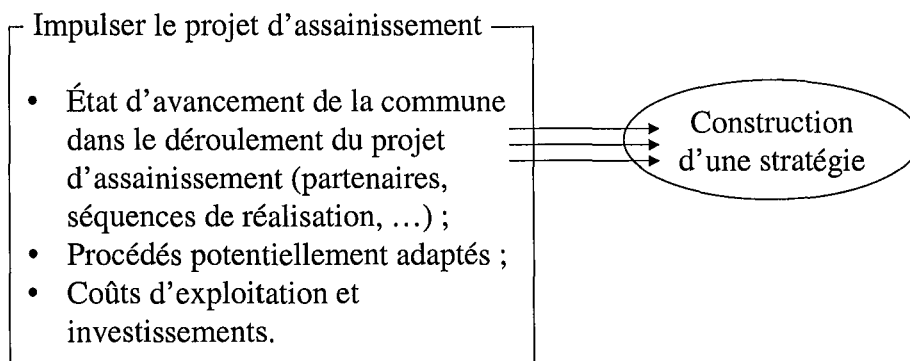 Impulser le projet d'assainissement
• État d'avancement de la commune
dans le déroulement du projet
d'assainissement (partenaires,
séquences de réalisation, …) ;
• Procédés potentiellement adaptés ;
• Coûts d'exploitation et
investissements.
Construction
d'une stratégie